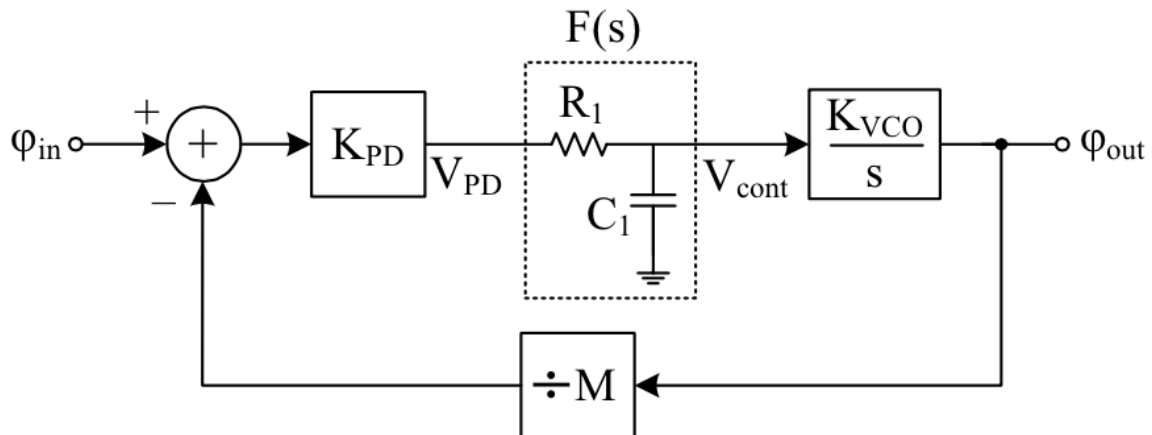 F(s)
φin
+
+
−
KPD
VPD
R1
C1
Vcont
KVCO
s
φout
÷M